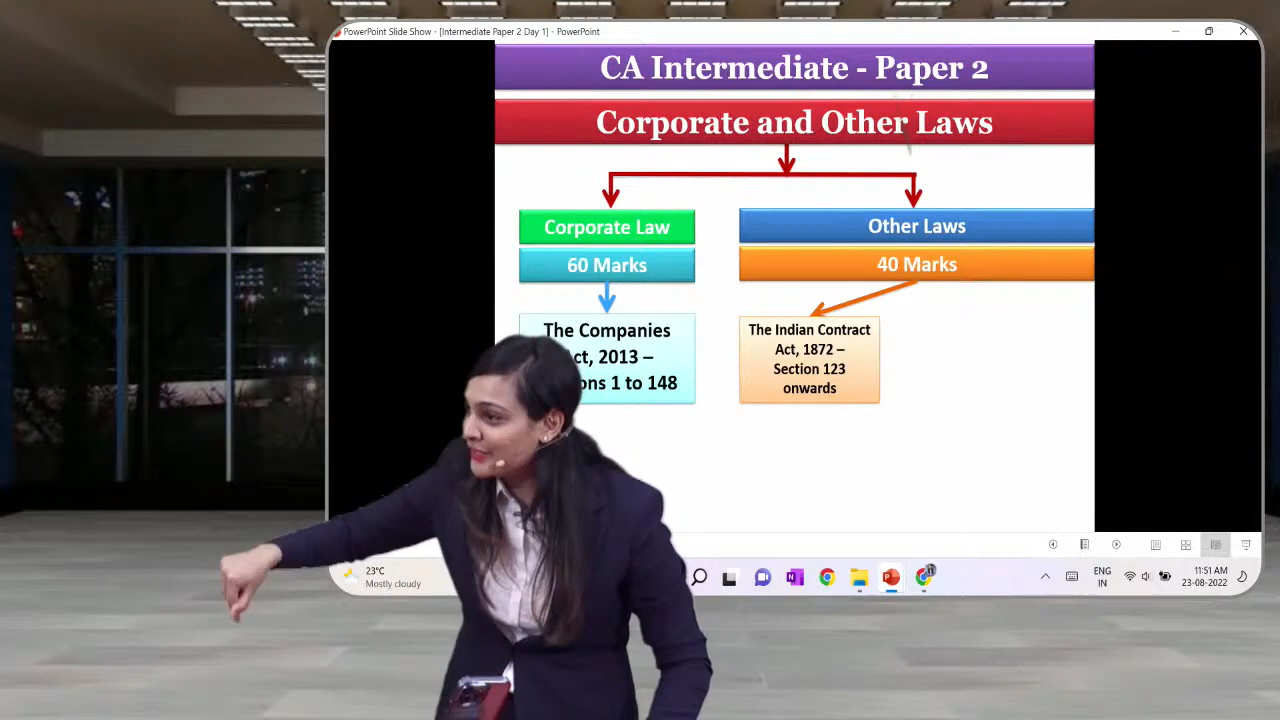 PowerPoint Slide Show - [Intermediate Paper 2 Day 1] - PowerPoint
CA Intermediate - Paper 2
Corporate and Other Laws
Corporate Law
Other Laws
60 Marks
40 Marks
The Companies
Act, 2013 –
1 to 148
The Indian Contract
Act, 1872 –
Section 123
onwards
23°C
Mostly cloudy
ENG
IN
11:51 AM
23-08-2022